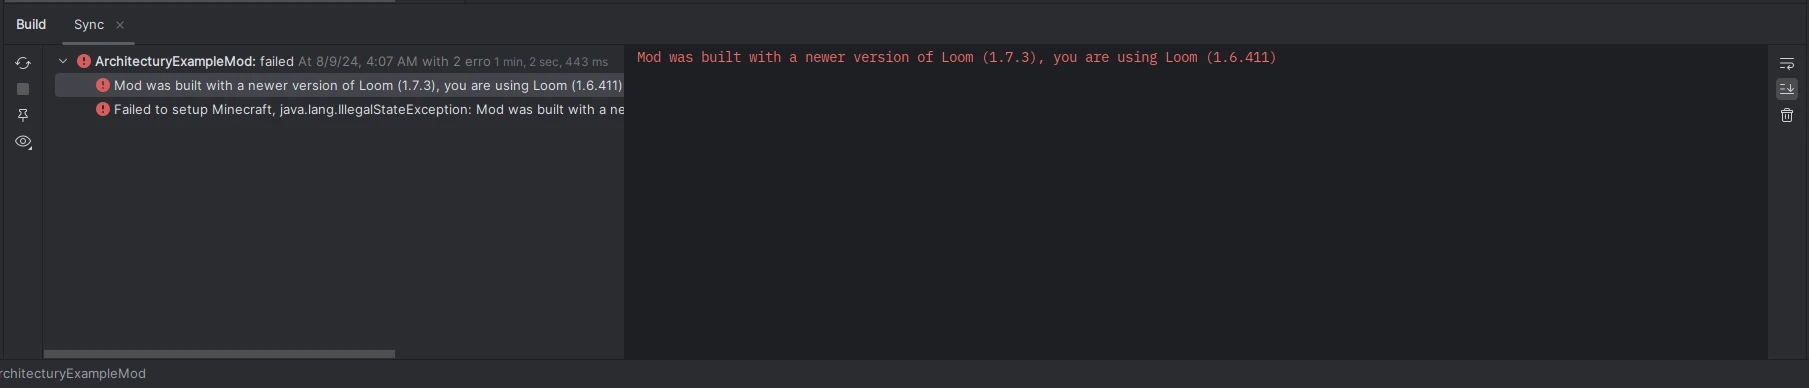 Build Sync
ArchitecturyExampleMod: failed At 8/9/24, 4:07 AM with 2 erro 1 min, 2 sec, 443 ms
Mod was built with a newer version of Loom (1.7.3), you are using Loom (1.6.411)
Failed to setup Minecraft, java.lang.IllegalStateException: Mod was built with a ne
Mod was built with a newer version of Loom (1.7.3), you are using Loom (1.6.411)
rchitecturyExampleMod